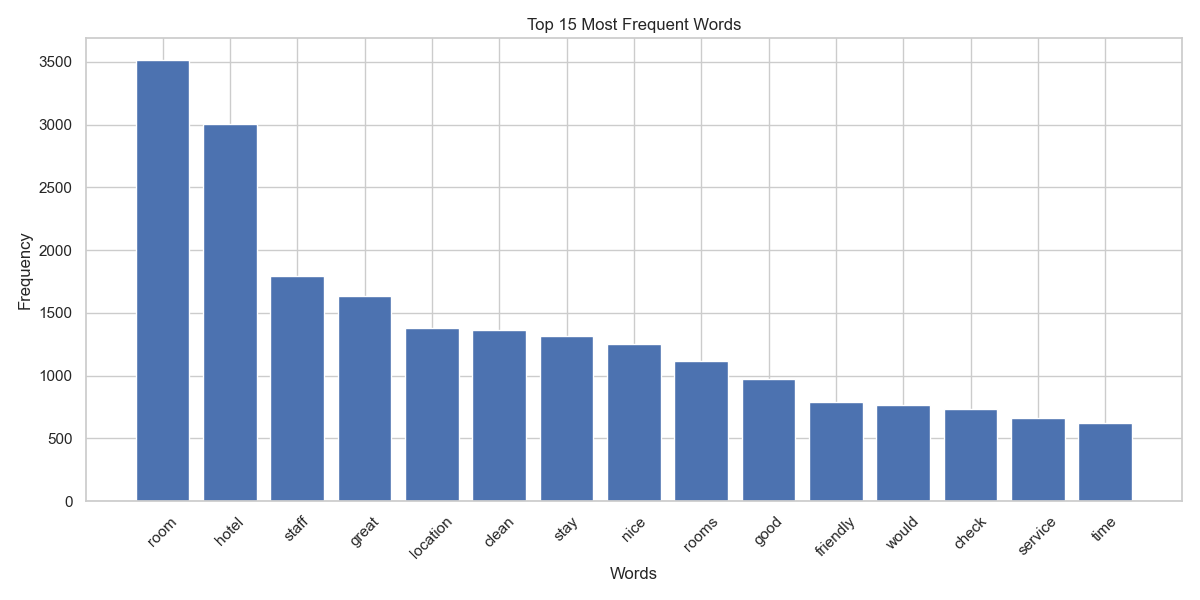 Top 15 Most Frequent Words
Frequency
3500
3000
2500
2000
1500
1000
500
0
room
hotel
staff
great
location
clean
stay
nice
rooms
good
friendly
would
check
service
time
Words